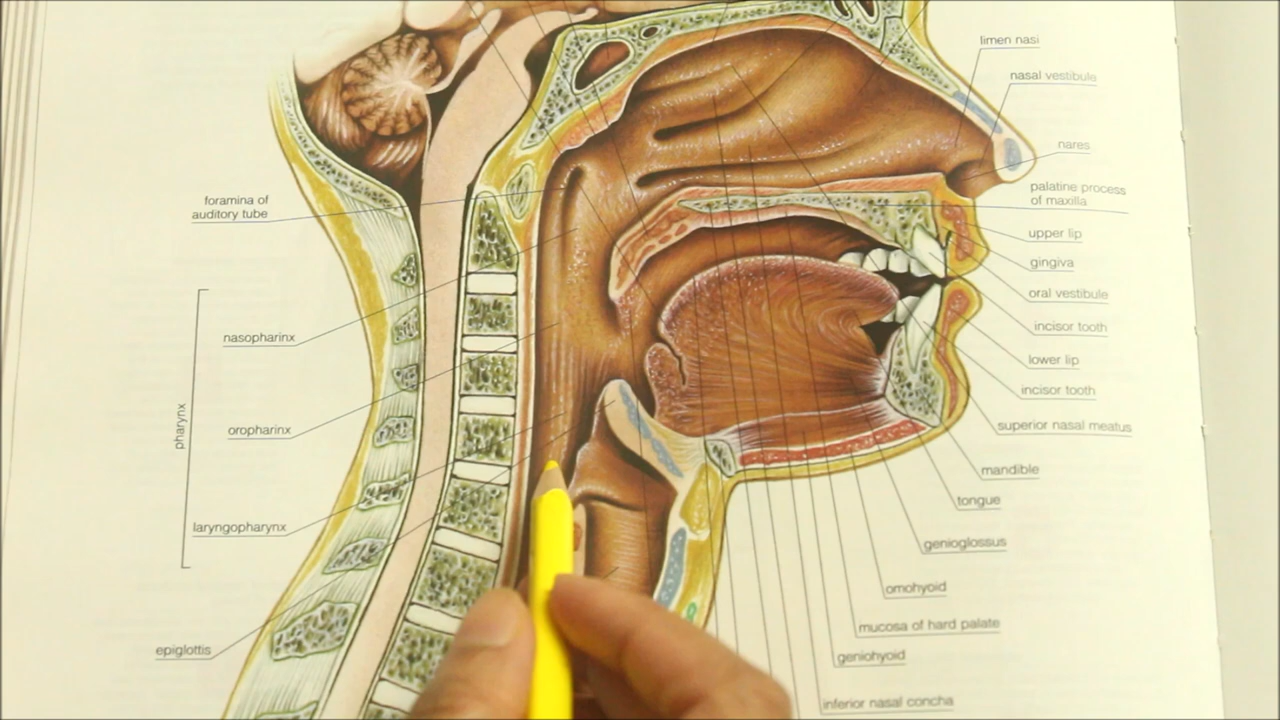 limen nasi
nasal vestibule
nares
palatine process
of maxilla
foramina of
auditory tube
upper lip
gingiva
oral vestibule
incisor tooth
nasopharinx
lower lip
incisor tooth
pharynx
oropharinx
superior nasal meatus
mandible
tongue
laryngopharynx
genioglossus
omohyoid
mucosa of hard palate
epiglottis
geniohyoid
inferior nasal concha